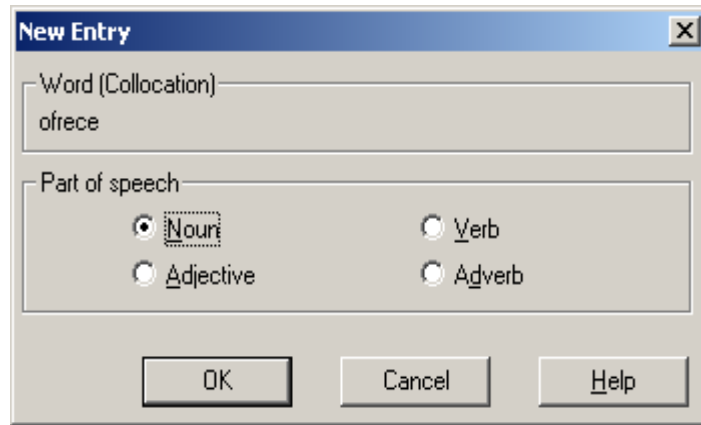 New Entry
Word (Collocation)
ofrece
Part of speech
Noun Verb
Adjective Adverb
OK Cancel Help